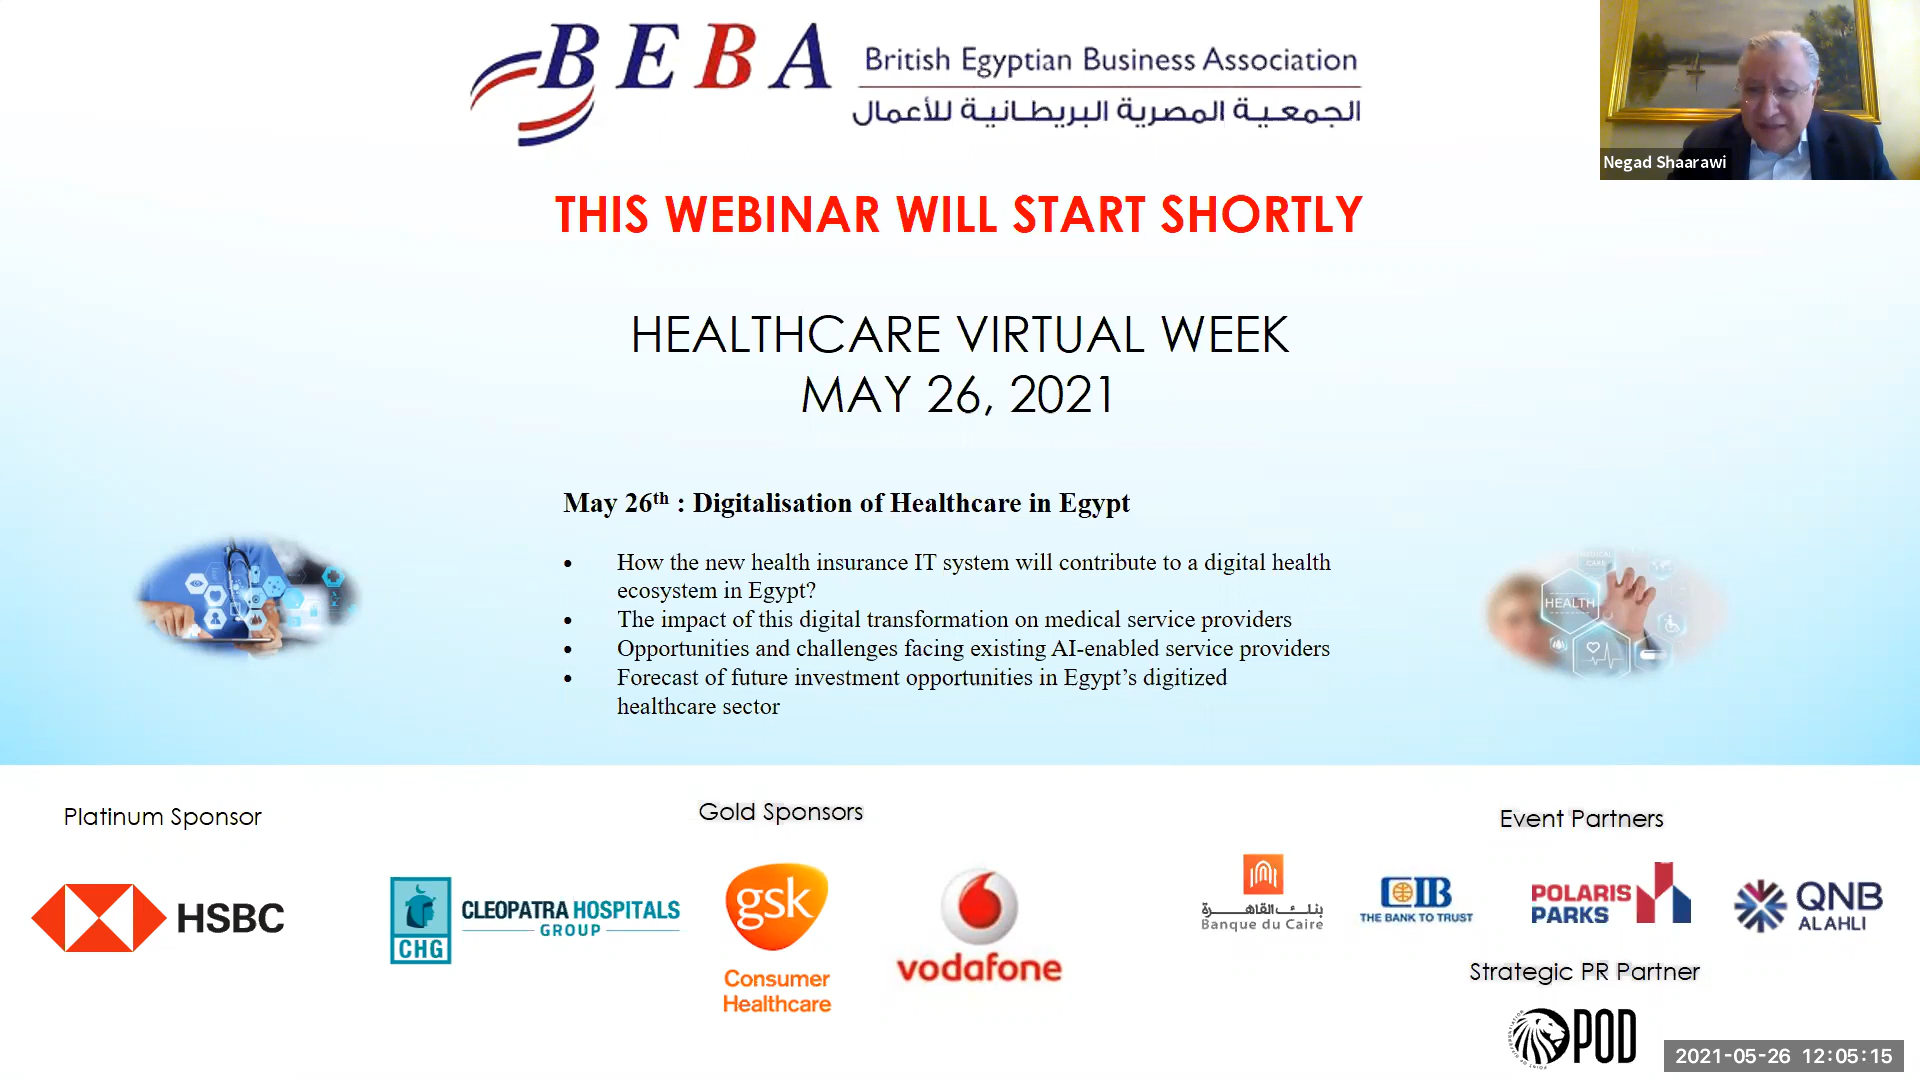 BEBA
British Egyptian Business Association
الجمعية المصرية البريطانية للأعمال
Negad Shaarawi
THIS WEBINAR WILL START SHORTLY
HEALTHCARE VIRTUAL WEEK
MAY 26, 2021
May 26th : Digitalisation of Healthcare in Egypt
• How the new health insurance IT system will contribute to a digital health
ecosystem in Egypt?
• The impact of this digital transformation on medical service providers
• Opportunities and challenges facing existing AI-enabled service providers
• Forecast of future investment opportunities in Egypt’s digitized
healthcare sector
MEDICAL
CARE
HEALTH
Platinum Sponsor
HSBC
Gold Sponsors
CHG
CLEOPATRA HOSPITALS
GROUP
gsk
Consumer
Healthcare
vodafone
Event Partners
بنك القاهرة
Banque du Caire
CIB
THE BANK TO TRUST
POLARIS
PARKS
QNB
ALAHLI
Strategic PR Partner
POD
2021-05-26 12:05:15